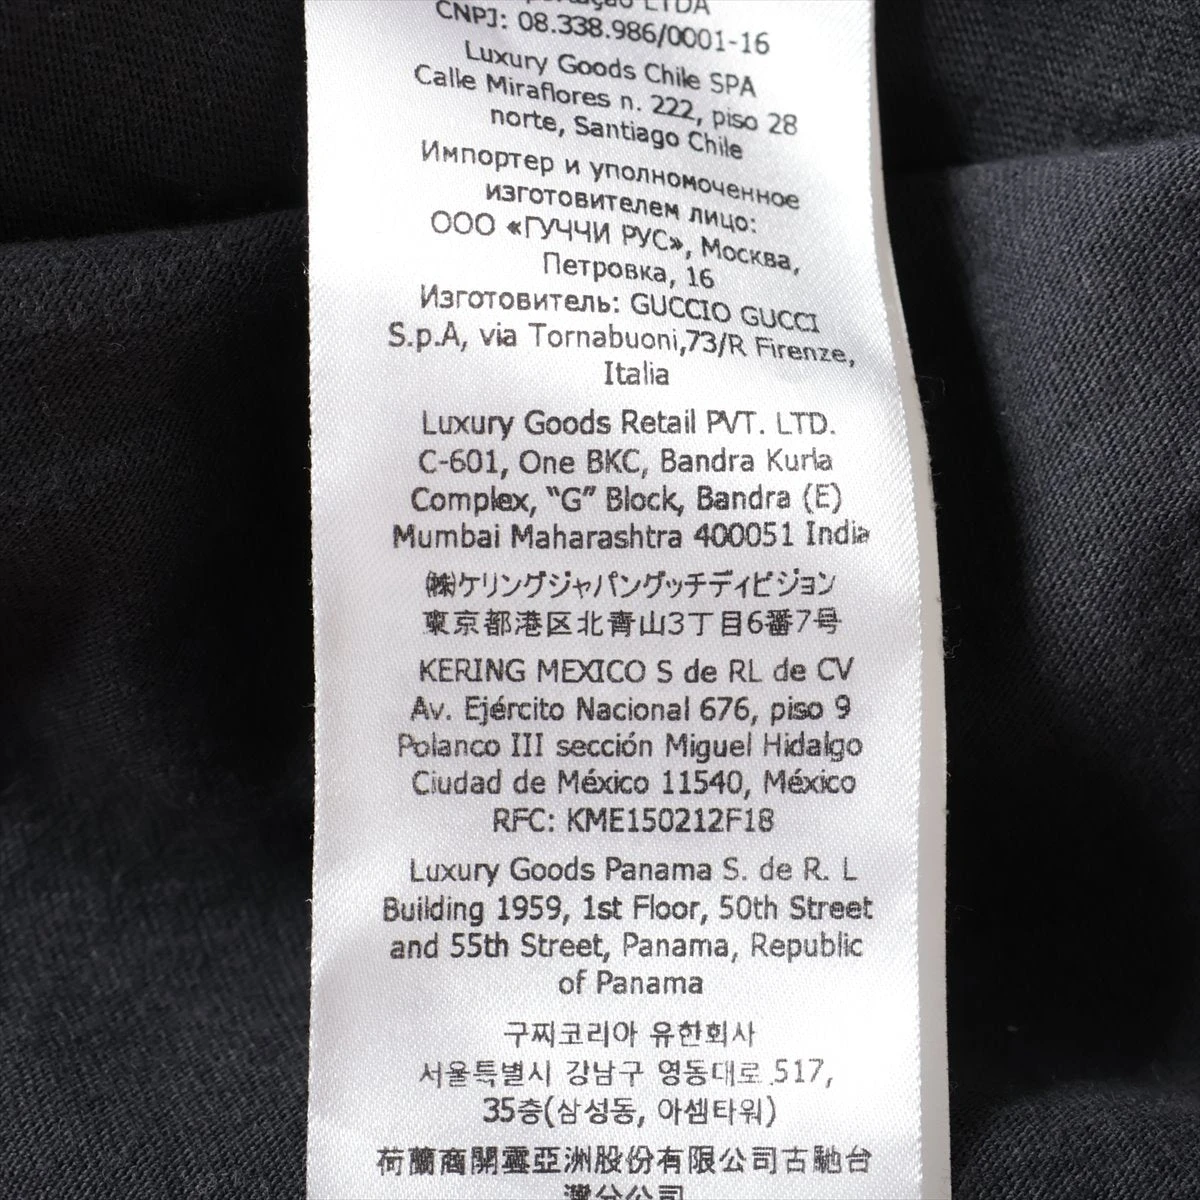 LTDA
CNPJ: 08.338.986/0001-16
Luxury Goods Chile SPA
Calle Miraflores n. 222, piso 28
norte, Santiago Chile
Импортер и уполномоченное
изготовителем лицо:
ООО «ГУЧЧИ РУС», Москва,
Петровка, 16
Изготовитель: GUCCIO GUCCI
S.p.A, via Tornabuoni,73/R Firenze,
Italia
Luxury Goods Retail PVT. LTD.
C-601, One BKC, Bandra Kurla
Complex, “G” Block, Bandra (E)
Mumbai Maharashtra 400051 India
㈱ケリングジャパングッチディビジョン
東京都港区北青山3丁目6番7号
KERING MEXICO S de RL de CV
Av. Ejército Nacional 676, piso 9
Polanco III sección Miguel Hidalgo
Ciudad de México 11540, México
RFC: KME150212F18
Luxury Goods Panama S. de R. L
Building 1959, 1st Floor, 50th Street
and 55th Street, Panama, Republic
of Panama
구찌코리아 유한회사
서울특별시 강남구 영동대로 517,
35층(삼성동, 아셈타워)
荷蘭商開雲亞洲股份有限公司古馳台
灣分公司